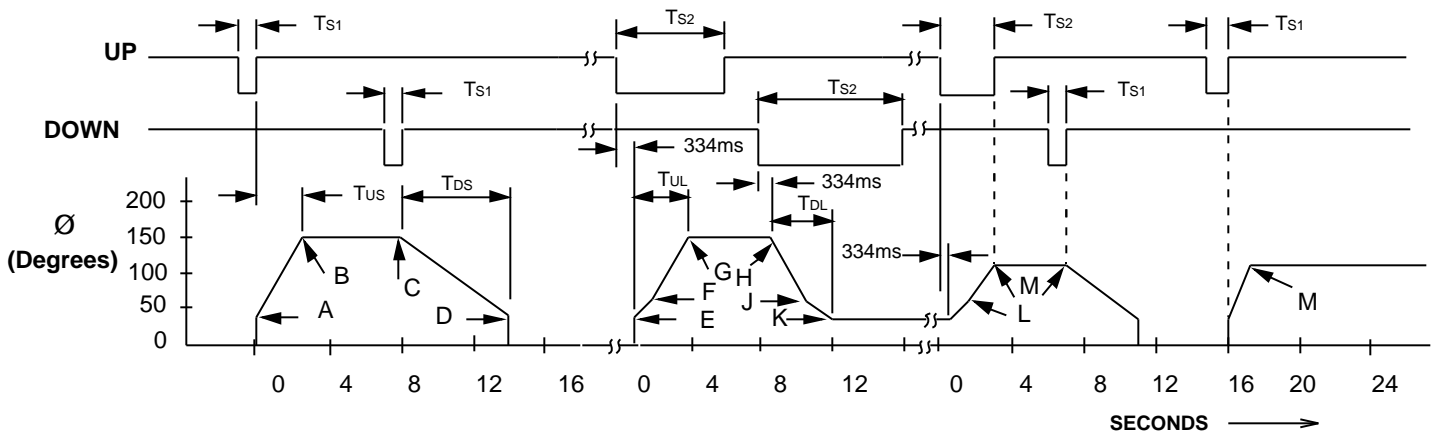 TS1 TS2 TS2 TS1
UP
TS1 TS2 TS1
DOWN
334ms
TUS TDS TUL 334ms
TDL
200
Ø
150
(Degrees)
334ms
B C G H
100
M
F J
M
50
A D E K L
0
0 4 8 12 16 0 4 8 12 0 4 8 12 16 20 24
SECONDS